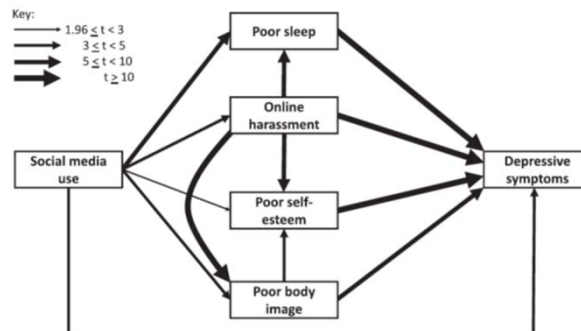 Key:
1.96 ≤ t < 3
3 ≤ t < 5
5 ≤ t < 10
t ≥ 10
Poor sleep
Online
harassment
Social media
use
Depressive
symptoms
Poor self-
esteem
Poor body
image